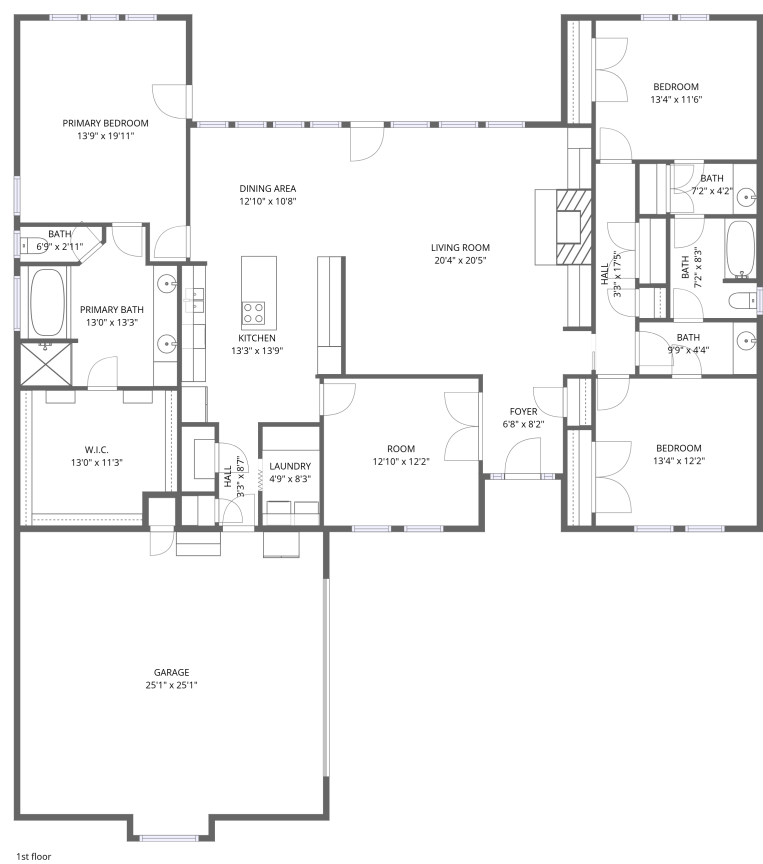 BEDROOM
13'4" x 11'6"
PRIMARY BEDROOM
13'9" x 19'11"
BATH
7'2" x 4'2"
DINING AREA
12'10" x 10'8"
BATH
6'9" x 2'11"
LIVING ROOM
20'4" x 20'5"
HALL
3'3" x 17'5"
BATH
7'2" x 8'3"
PRIMARY BATH
13'0" x 13'3"
KITCHEN
13'3" x 13'9"
BATH
9'9" x 4'4"
FOYER
6'8" x 8'2"
W.I.C.
13'0" x 11'3"
ROOM
12'10" x 12'2"
BEDROOM
13'4" x 12'2"
HALL
3'3" x 8'7"
LAUNDRY
4'9" x 8'3"
GARAGE
25'1" x 25'1"
1st floor